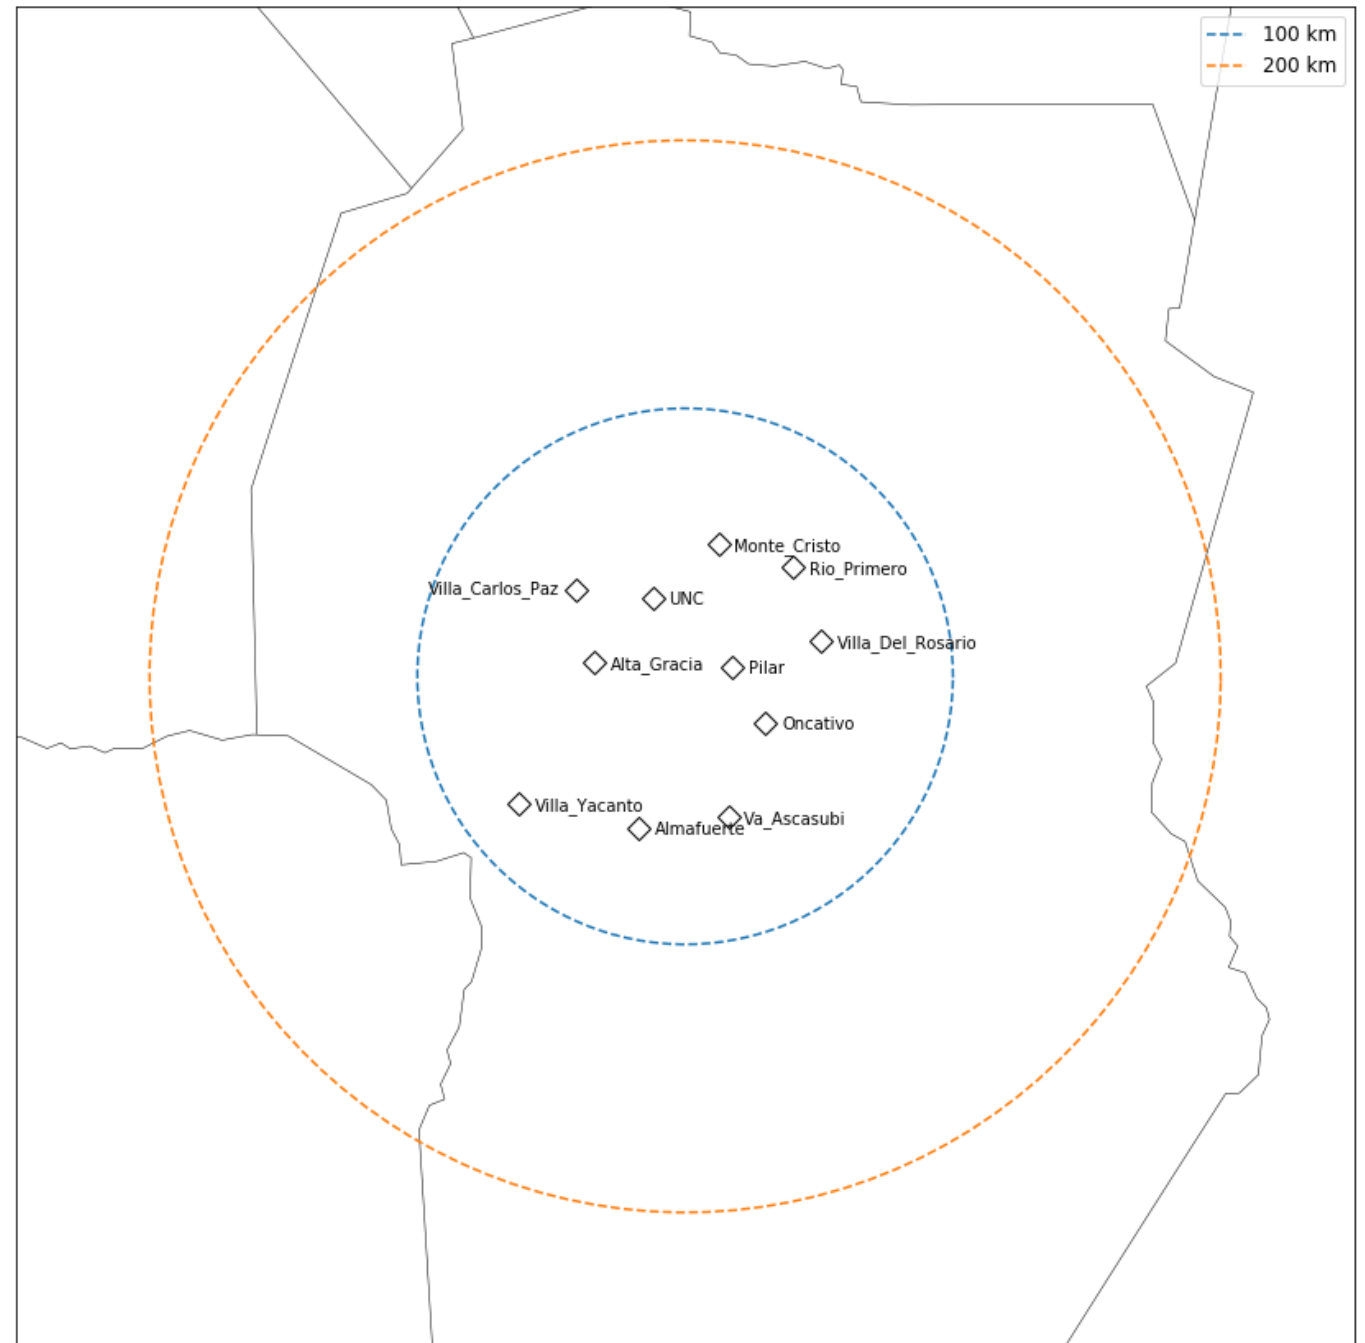 100 km
200 km
Monte_Cristo
Rio_Primero
Villa_Carlos_Paz
UNC
Villa_Del_Rosario
Alta_Gracia
Pilar
Oncativo
Villa_Yacanto
Va_Ascasubi
Almafuerte